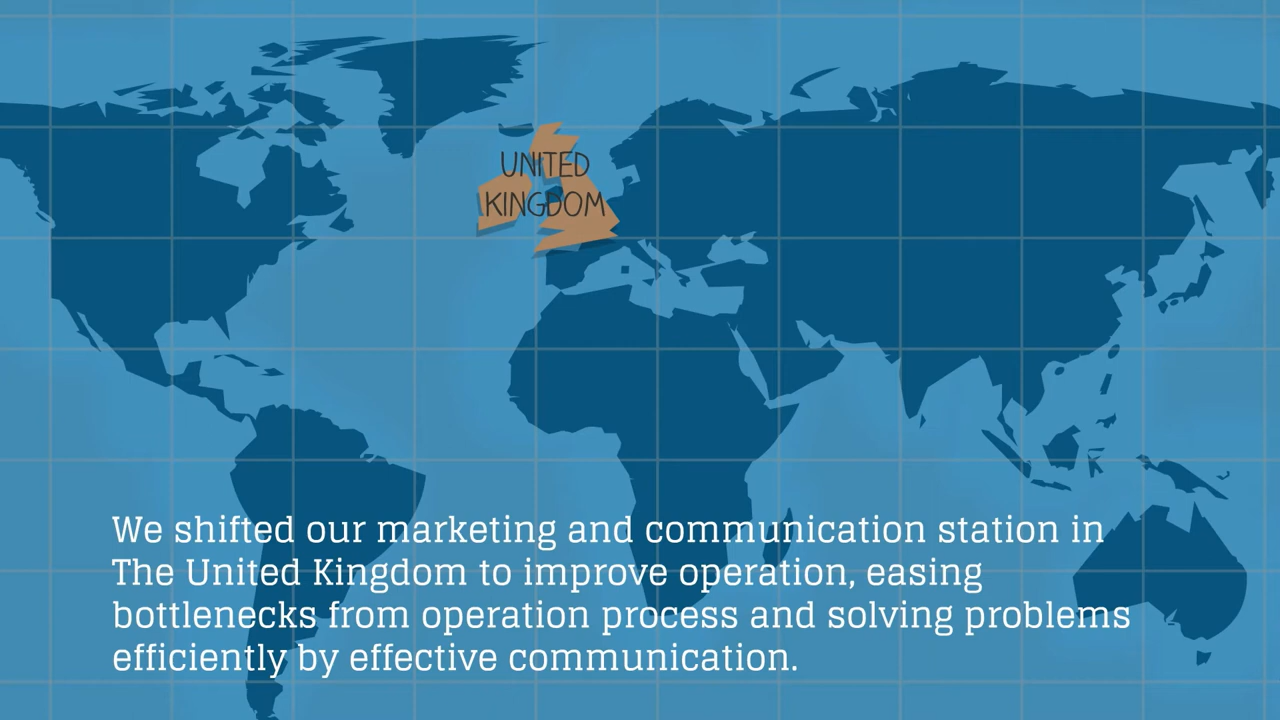 UNITED
KINGDOM
We shifted our marketing and communication station in
The United Kingdom to improve operation, easing
bottlenecks from operation process and solving problems
efficiently by effective communication.